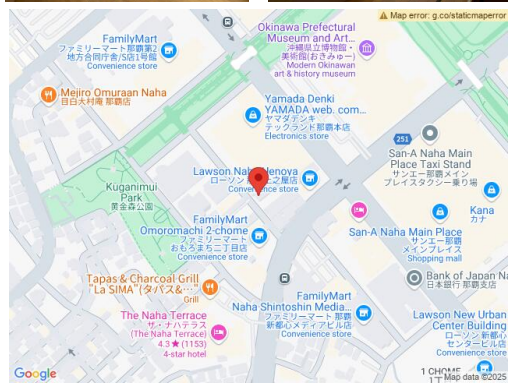 Map error: g.co/staticmaperror
FamilyMart
ファミリーマート那覇第2
地方合同庁舎/S店1号館
Convenience store
Okinawa Prefectural
Museum and Art...
沖縄県立博物館・
美術館(おきみゅー)
Modern Okinawan
art & history museum
Mejiro Omuraan Naha
目白大村庵 那覇店
Yamada Denki
YAMADA web. com...
ヤマダデンキ
テックランド那覇本店
Electronics store
251
San-A Naha Main
Place Taxi Stand
サンエー那覇メイン
プレイスタクシー乗り場
Lawson Naha
ローソン
Convenience store
Kuganimui
Park
黄金森公園
FamilyMart
Omoromachi 2-chome
ファミリーマート
おもろまち二丁目店
Convenience store
Kana
カナ
San-A Naha Main Place
サンエー那覇
メインプレイス
Shopping mall
Tapas & Charcoal Grill
"La SIMA"(タパス&…
Grill
Bank of Japan Na
日本銀行 那覇支店
The Naha Terrace
ザ・ナハテラス
(The Naha Terrace)
4.3★(1153)
4-star hotel
FamilyMart
Naha Shintoshin Media...
ファミリーマート 那覇
新都心メディアビル店
Convenience store
Lawson New Urban
Center Building
ローソン 新都心
センタービル店
Convenience store
1 CHOME
Google
Map data ©2025